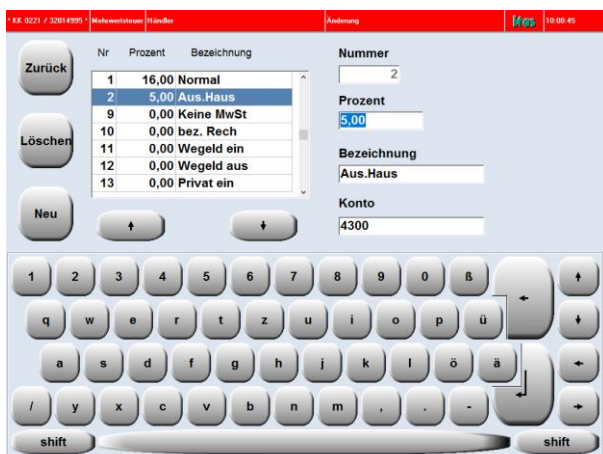 * KK 0221 / 32014995 * Mehrwertsteuer Händler Änderung Mas 10:08:45
Zurück
Löschen
Neu
Nr Prozent Bezeichnung
1 16,00 Normal
2 5,00 Aus.Haus
9 0,00 Keine MwSt
10 0,00 bez. Rech
11 0,00 Wegeld ein
12 0,00 Wegeld aus
13 0,00 Privat ein
Nummer
2
Prozent
5,00
Bezeichnung
Aus.Haus
Konto
4300
1 2 3 4 5 6 7 8 9 0 ß
q w e r t z u i o p ü
a s d f g h j k l ö ä
/ y x c v b n m , . -
shift shift